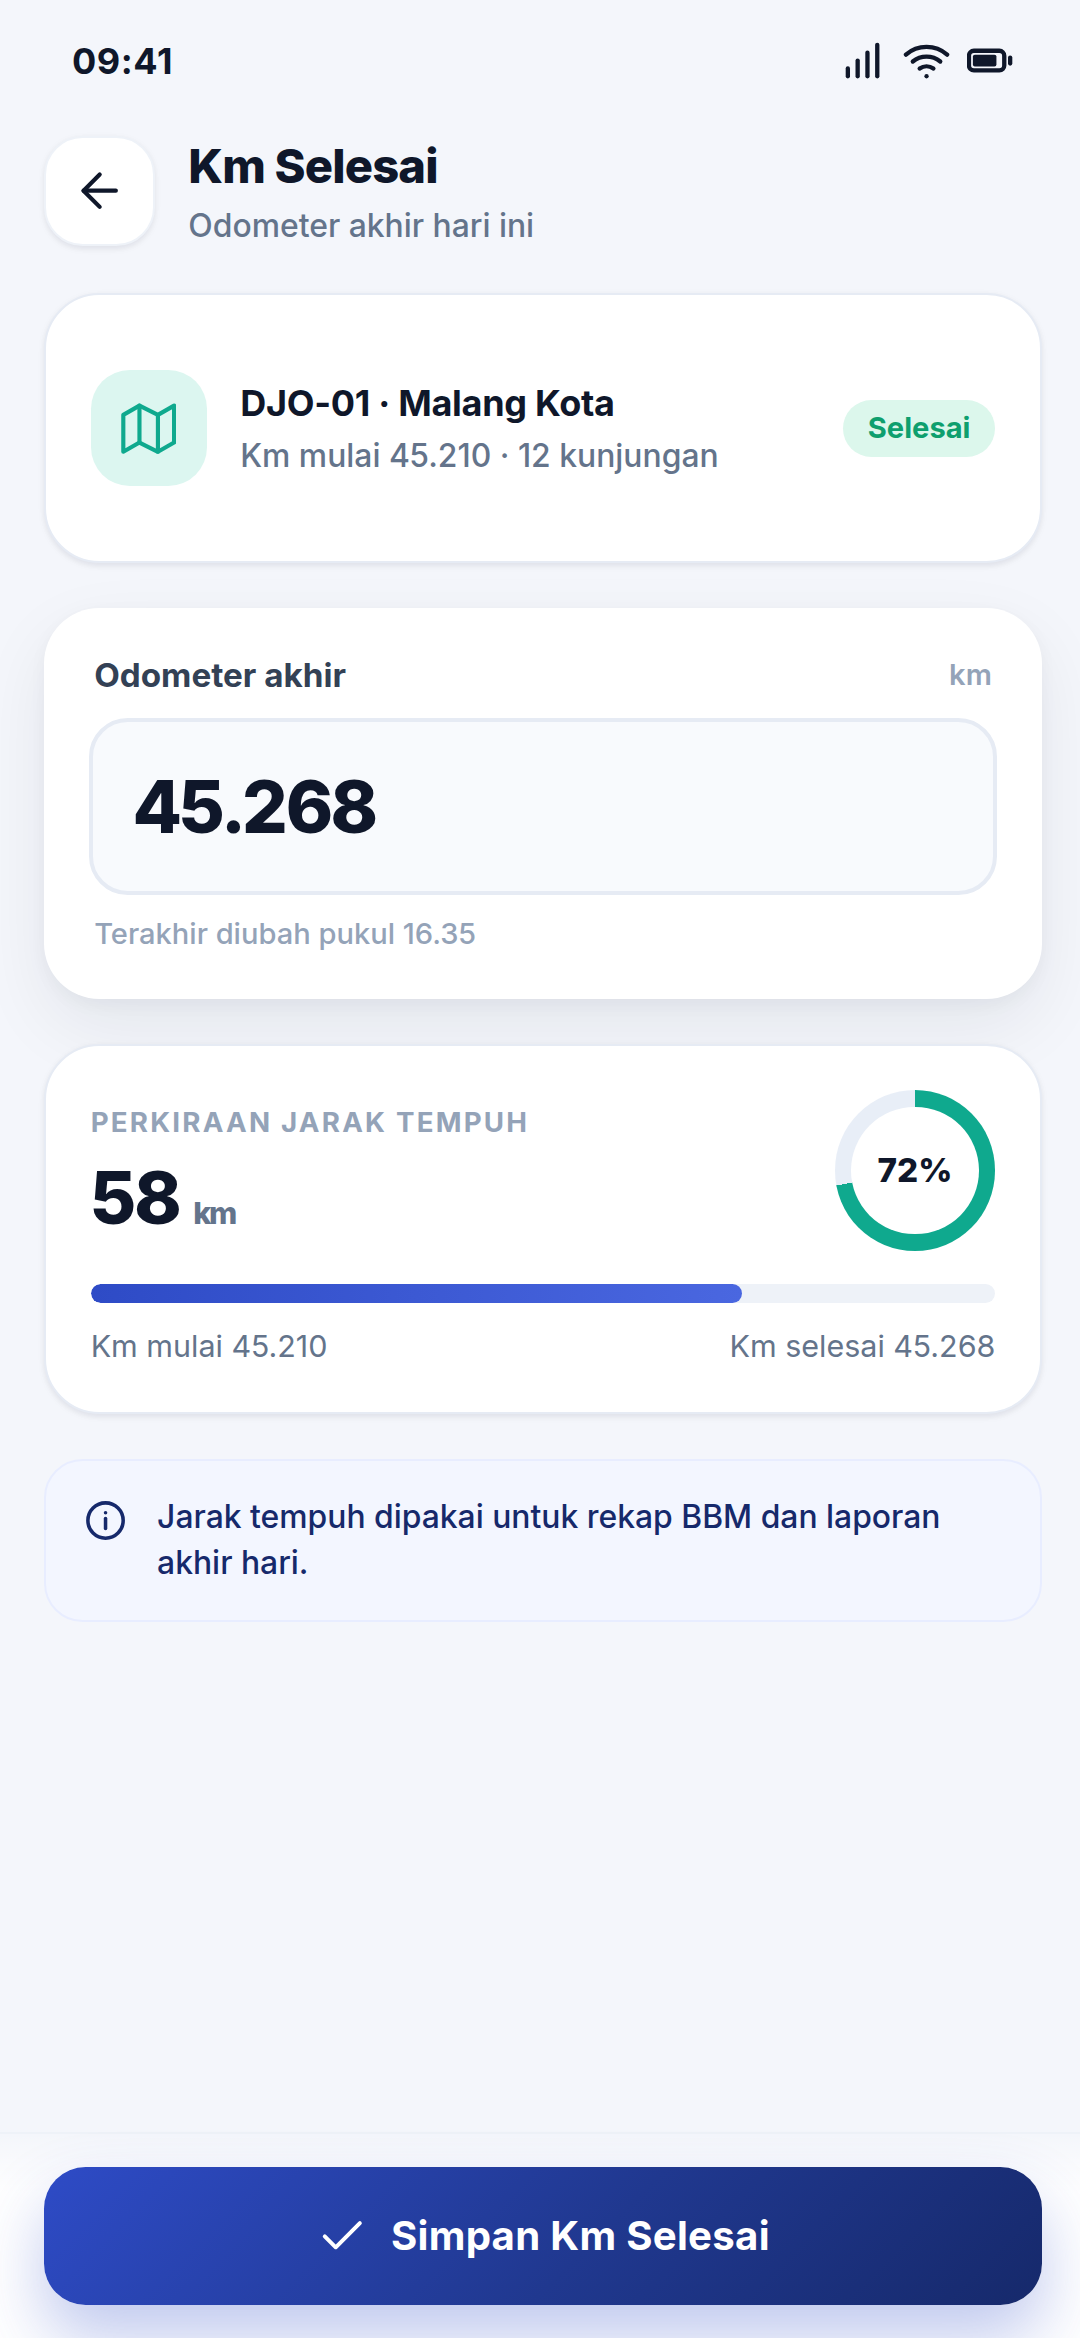 09:41
Km Selesai
Odometer akhir hari ini
DJO-01 · Malang Kota
Km mulai 45.210 · 12 kunjungan
Selesai
Odometer akhir
km
45.268
Terakhir diubah pukul 16.35
PERKIRAAN JARAK TEMPUH
58 km
72%
Km mulai 45.210
Km selesai 45.268
Jarak tempuh dipakai untuk rekap BBM dan laporan
akhir hari.
Simpan Km Selesai